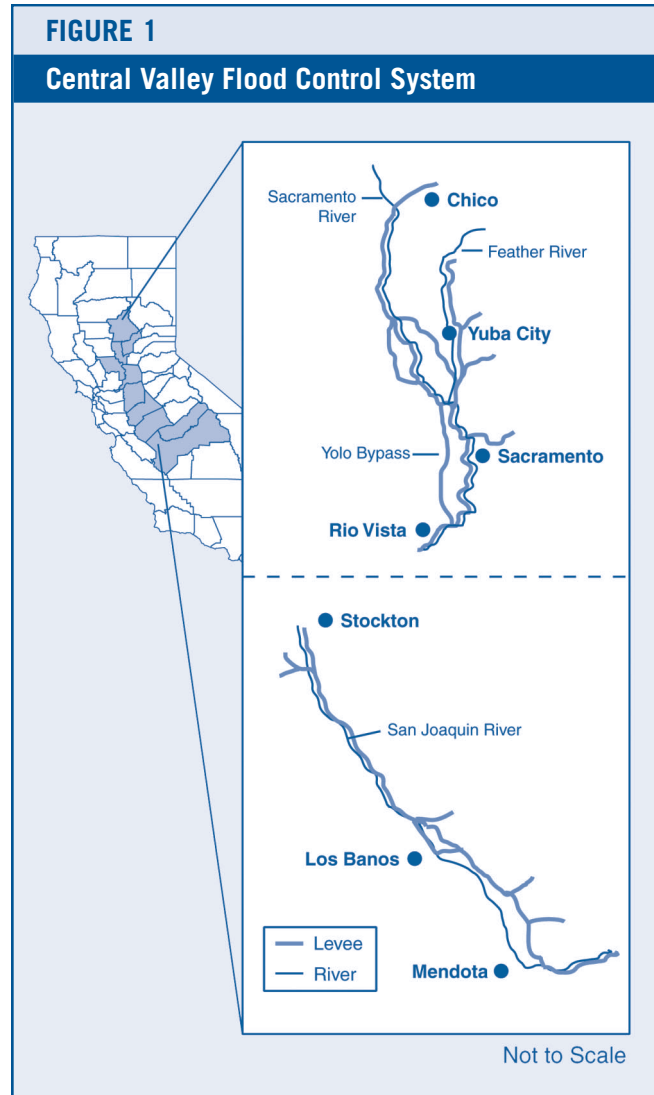 FIGURE 1
Central Valley Flood Control System
Sacramento
River
Chico
Feather River
Yuba City
Yolo Bypass
Sacramento
Rio Vista
Stockton
San Joaquin River
Los Banos
Levee
River
Mendota
Not to Scale